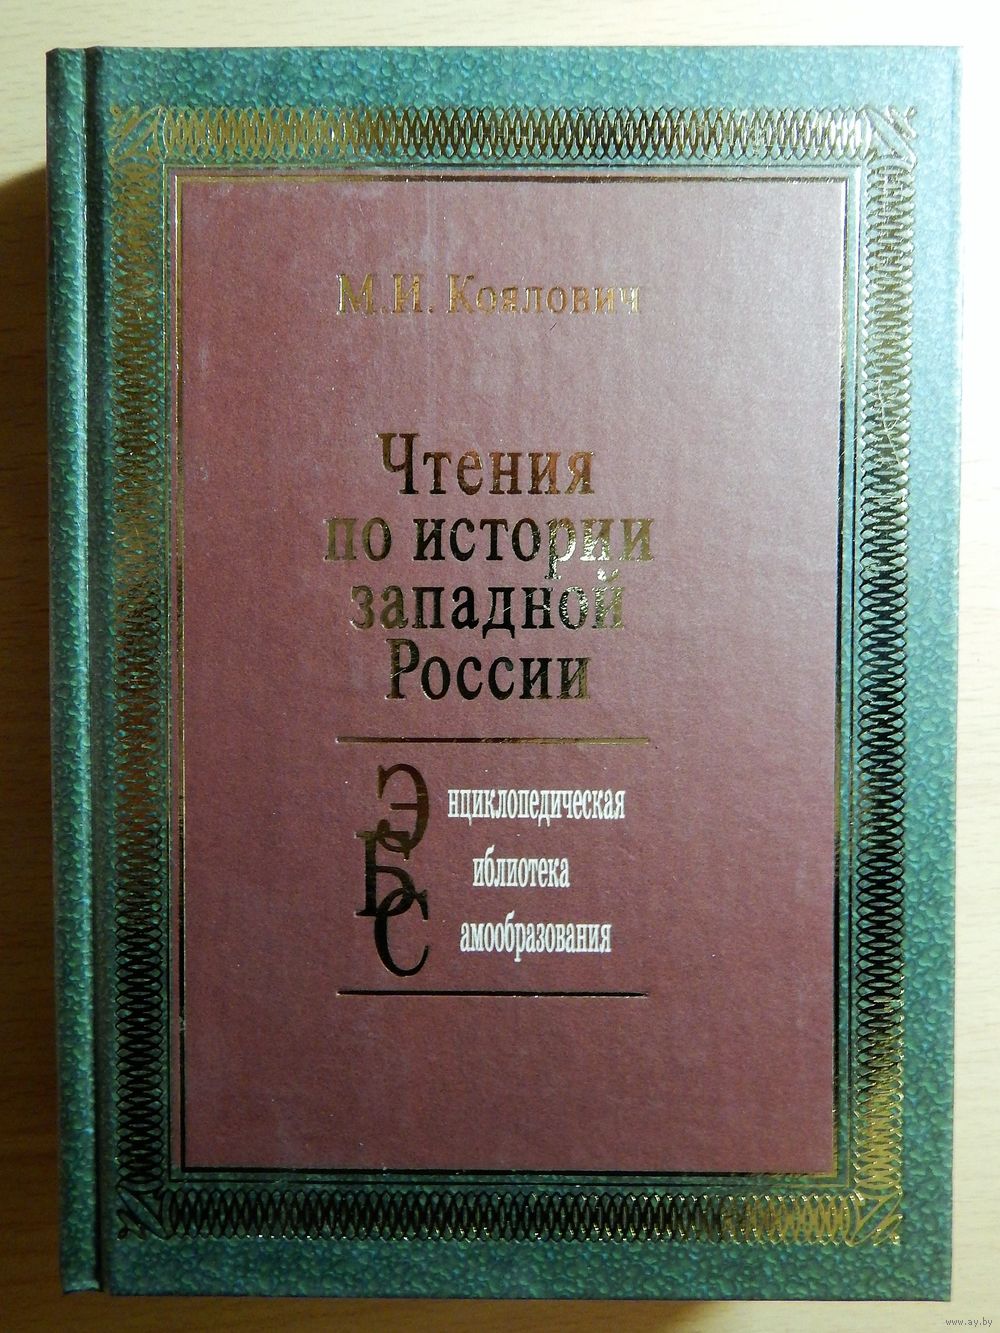 М.И. Коялович
Чтения
по истории
западной
России
Энциклопедическая
Библиотека
Самообразования
www.ay.by